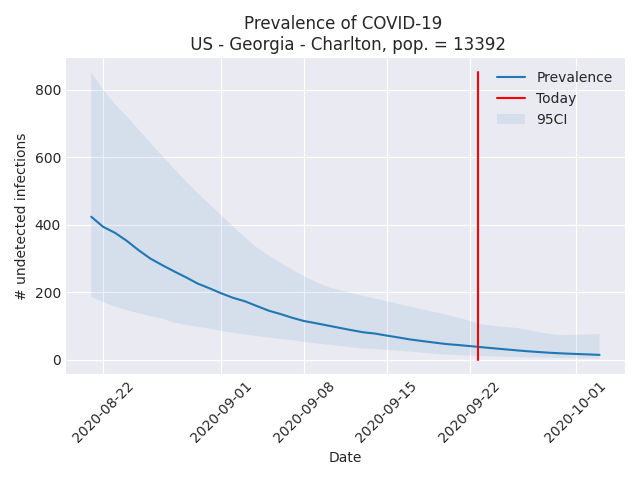 Prevalence of COVID-19
US - Georgia - Charlton, pop. = 13392
Prevalence
Today
95CI
# undetected infections
800
600
400
200
0
2020-08-22
2020-09-01
2020-09-08
2020-09-15
2020-09-22
2020-10-01
Date